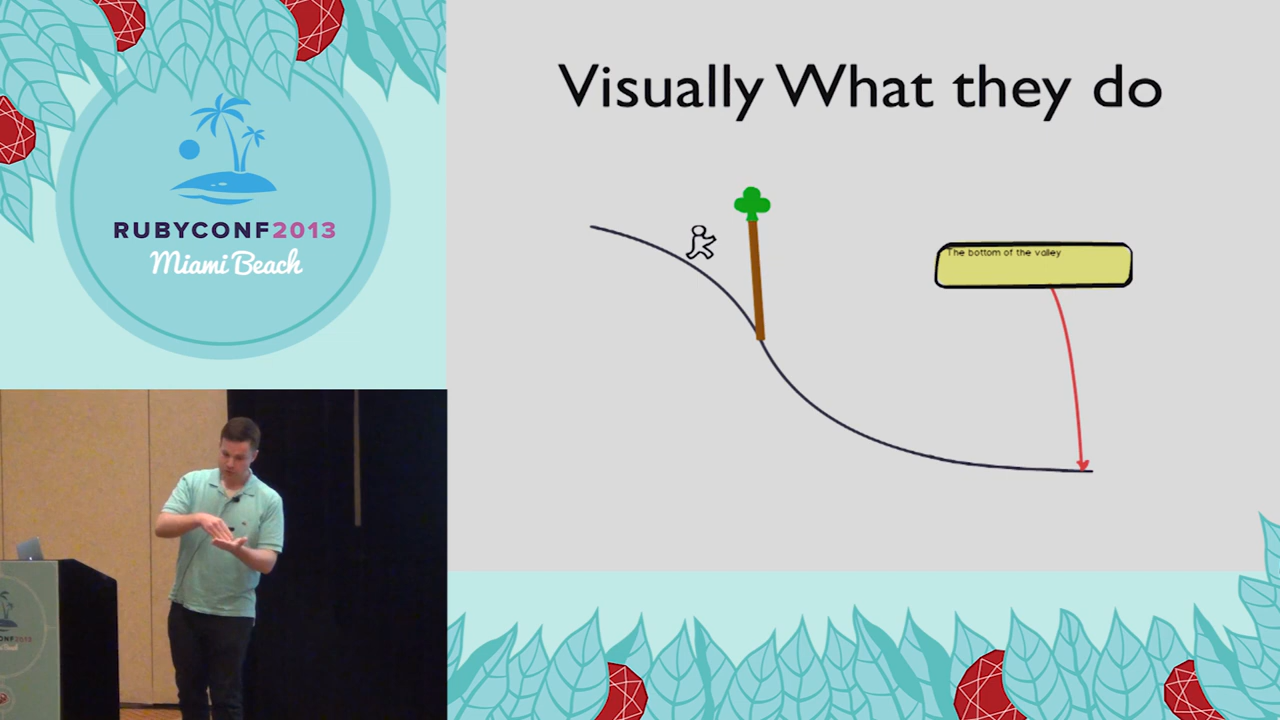 RUBYCONF2013
Miami Beach
Visually What they do
The bottom of the valley